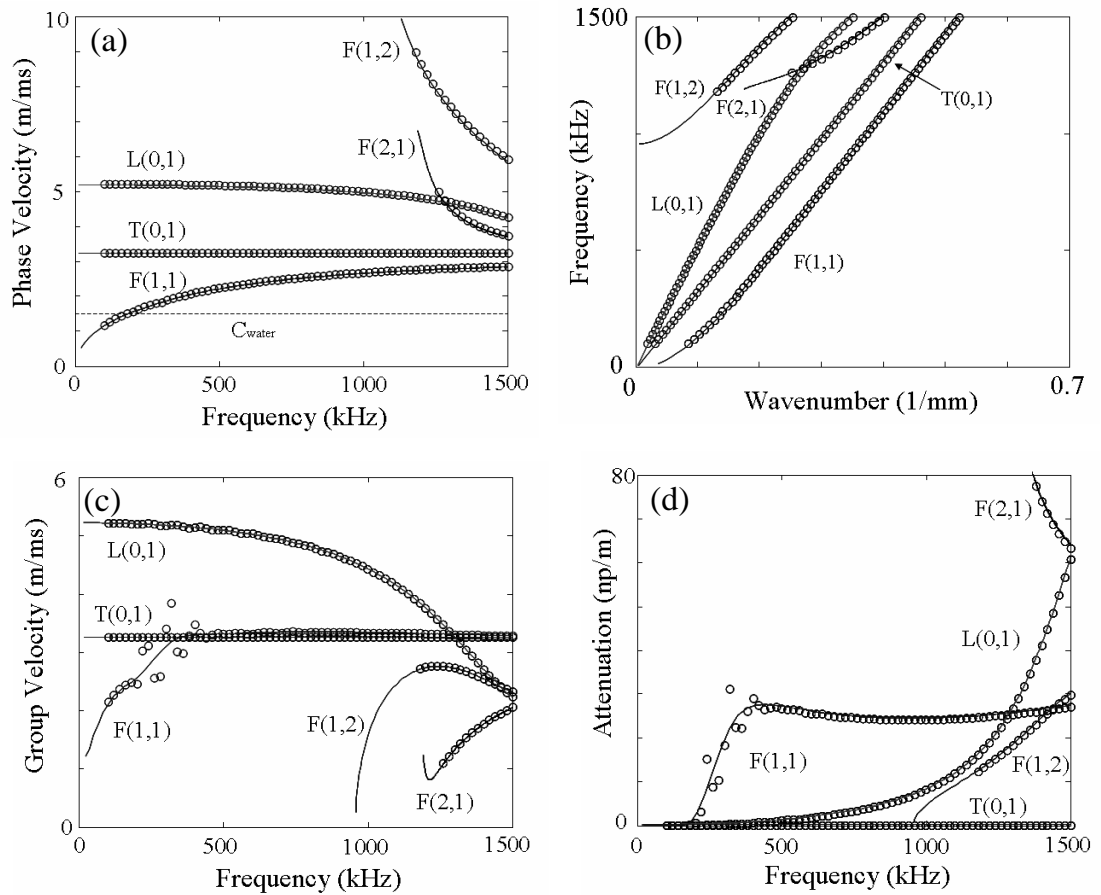 (a)
10
5
0
0
500
1000
1500
Phase Velocity (m/ms)
Frequency (kHz)
F(1,2)
F(2,1)
L(0,1)
T(0,1)
F(1,1)
Cwater
(b)
1500
0
0
0.7
Frequency (kHz)
Wavenumber (1/mm)
F(1,2)
F(2,1)
T(0,1)
L(0,1)
F(1,1)
(c)
6
0
0
500
1000
1500
Group Velocity (m/ms)
Frequency (kHz)
L(0,1)
T(0,1)
F(1,1)
F(1,2)
F(2,1)
(d)
80
0
0
500
1000
1500
Attenuation (np/m)
Frequency (kHz)
F(2,1)
L(0,1)
F(1,1)
F(1,2)
T(0,1)